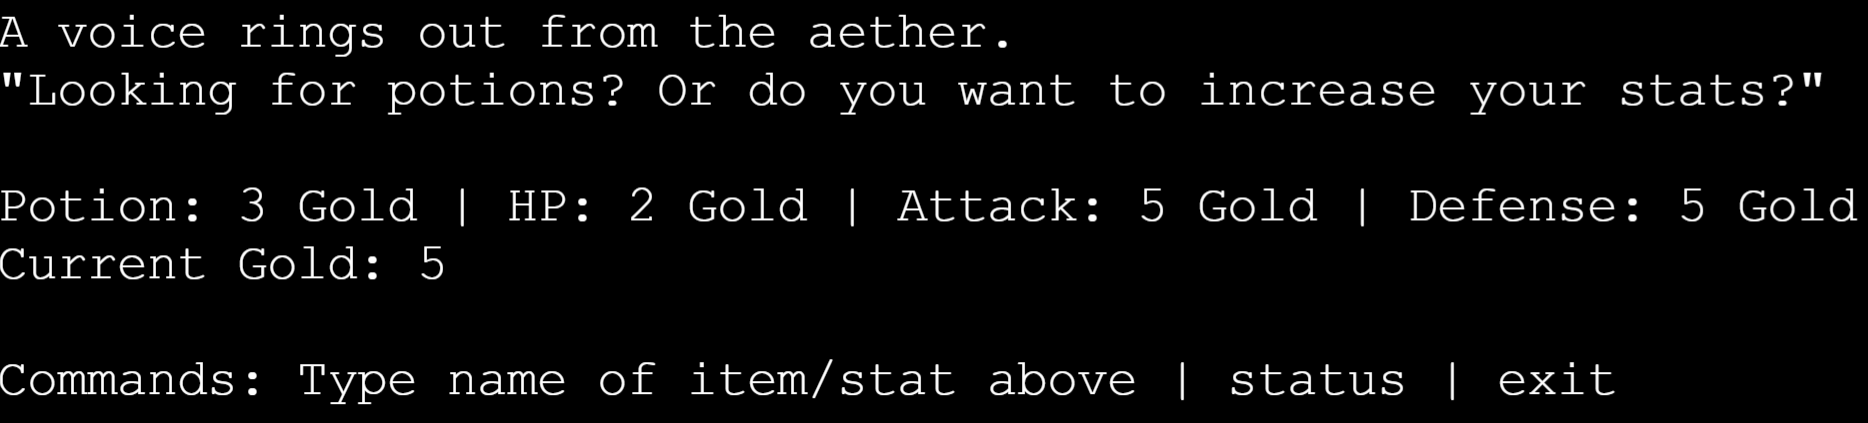 A voice rings out from the aether.
"Looking for potions? Or do you want to increase your stats?"
Potion: 3 Gold | HP: 2 Gold | Attack: 5 Gold | Defense: 5 Gold
Current Gold: 5
Commands: Type name of item/stat above | status | exit